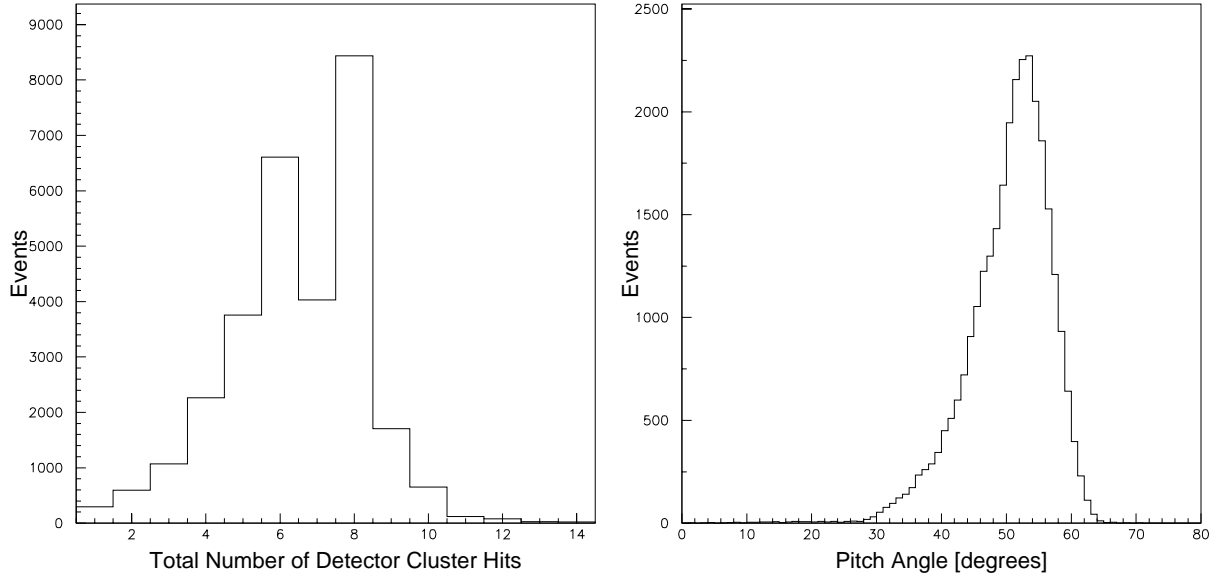 9000
8000
7000
6000
5000
4000
3000
2000
1000
0
Events
2 4 6 8 10 12 14
Total Number of Detector Cluster Hits
2500
2000
1500
1000
500
0
Events
0 10 20 30 40 50 60 70 80
Pitch Angle [degrees]